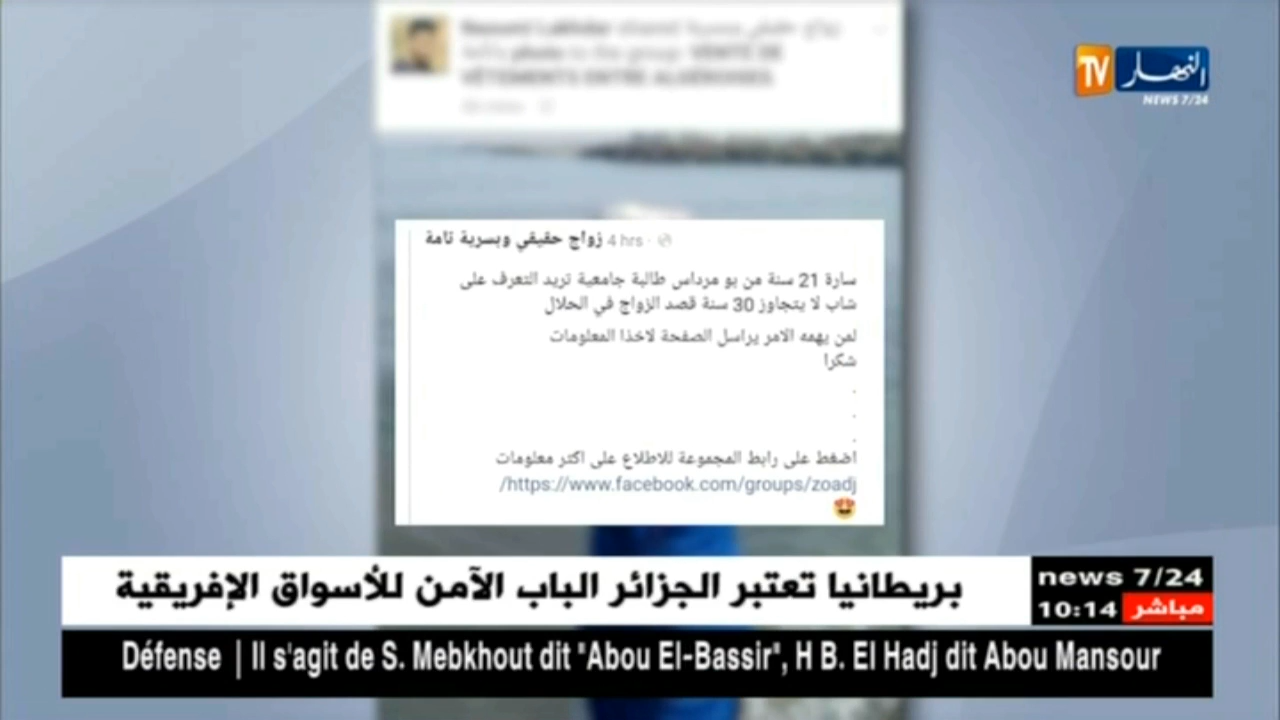 النهار TV
NEWS 7/24
زواج حقيقي وبسرية تامة 4 hrs
سارة 21 سنة من بو مرداس طالبة جامعية تريد التعرف على
شاب لا يتجاوز 30 سنة قصد الزواج في الحلال
لمن يهمه الامر يراسل الصفحة لاخذا المعلومات
شكرا
.
.
.
اضغط على رابط المجموعة للاطلاع على اكثر معلومات
https://www.facebook.com/groups/zoadj/
بريطانيا تعتبر الجزائر الباب الآمن للأسواق الإفريقية
news 7/24
10:14 مباشر
Défense | Il s'agit de S. Mebkhout dit "Abou El-Bassir", H B. El Hadj dit Abou Mansour